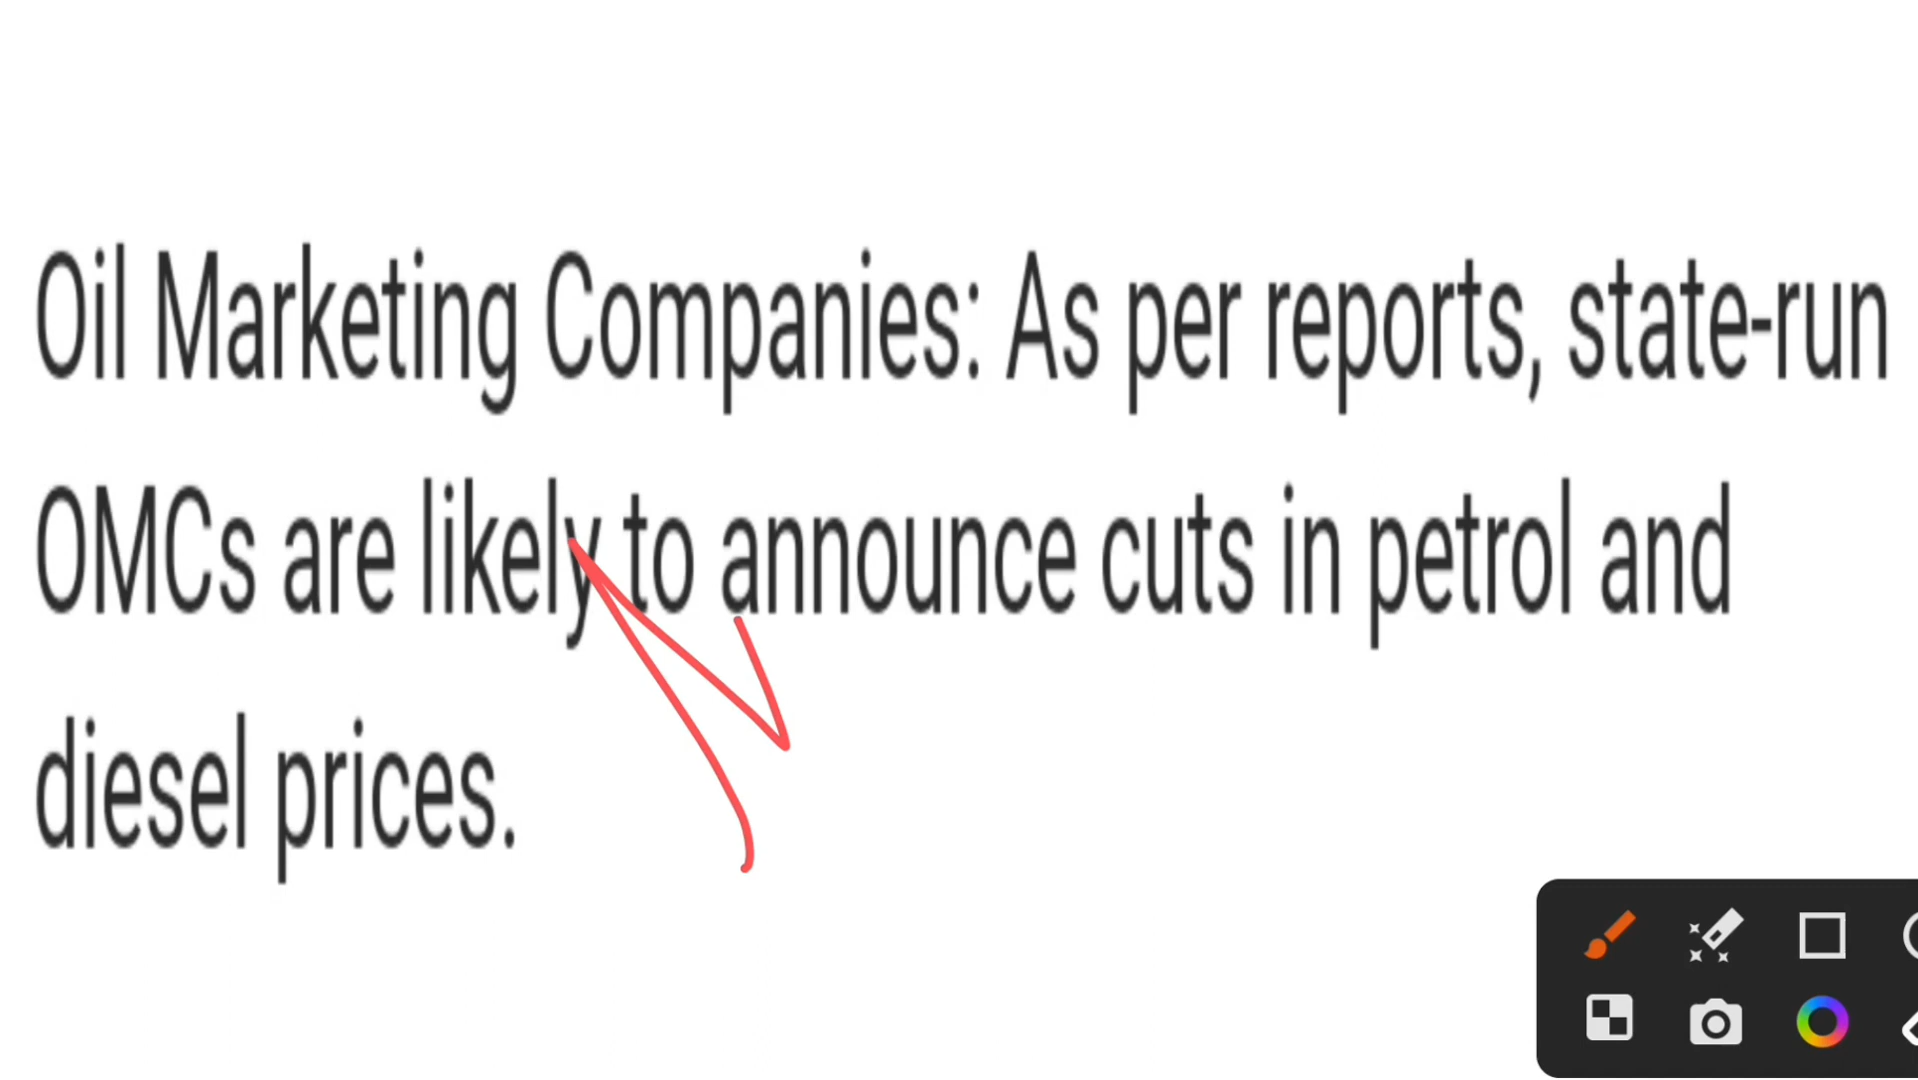 Oil Marketing Companies: As per reports, state-run
OMCs are likely to announce cuts in petrol and
diesel prices.